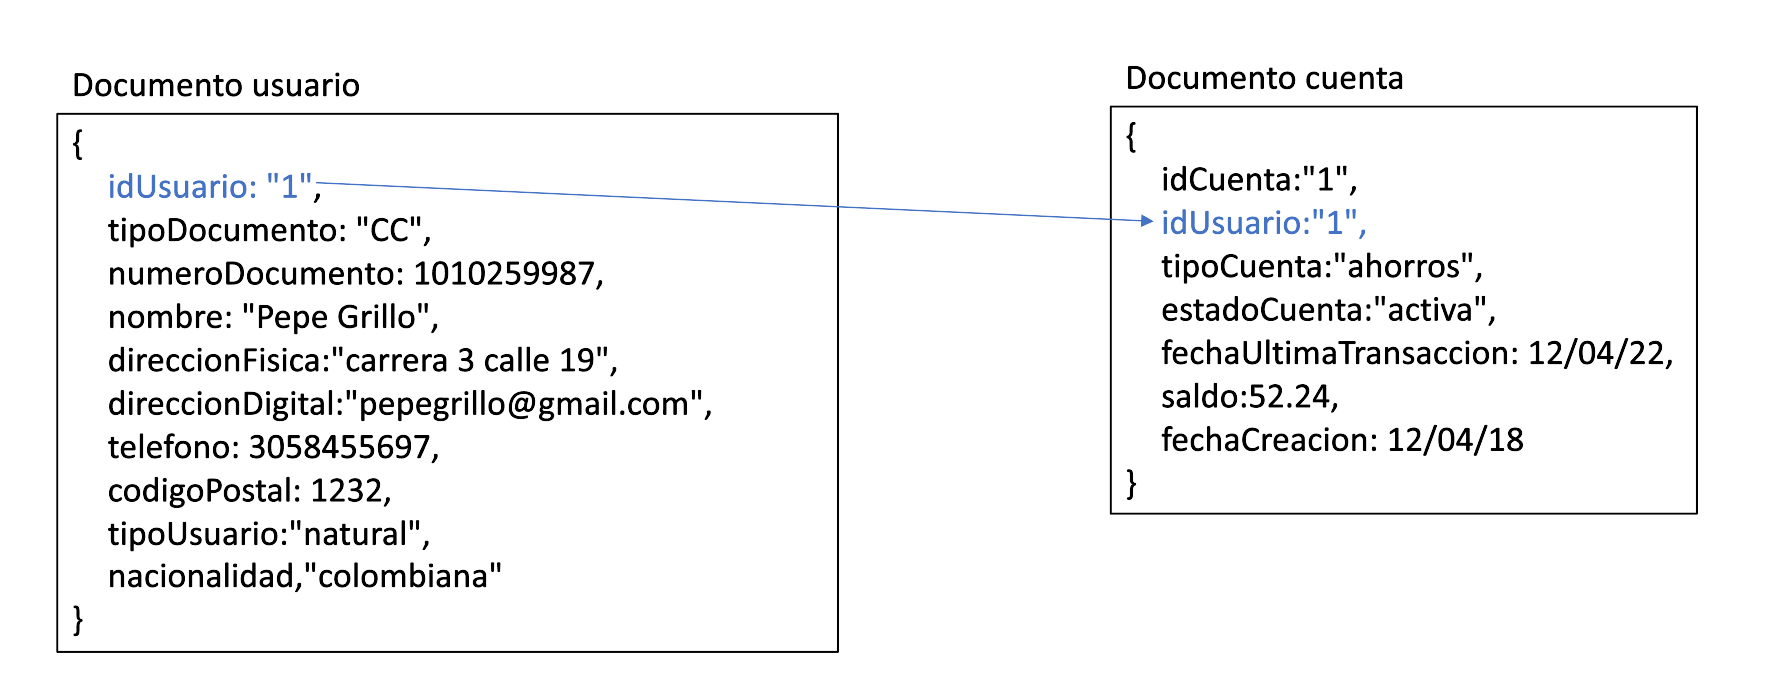 Documento usuario
{
idUsuario: "1",
tipoDocumento: "CC",
numeroDocumento: 1010259987,
nombre: "Pepe Grillo",
direccionFisica:"carrera 3 calle 19",
direccionDigital:"pepegrillo@gmail.com",
telefono: 3058455697,
codigoPostal: 1232,
tipoUsuario:"natural",
nacionalidad,"colombiana"
}
Documento cuenta
{
idCuenta:"1",
idUsuario:"1",
tipoCuenta:"ahorros",
estadoCuenta:"activa",
fechaUltimaTransaccion: 12/04/22,
saldo:52.24,
fechaCreacion: 12/04/18
}